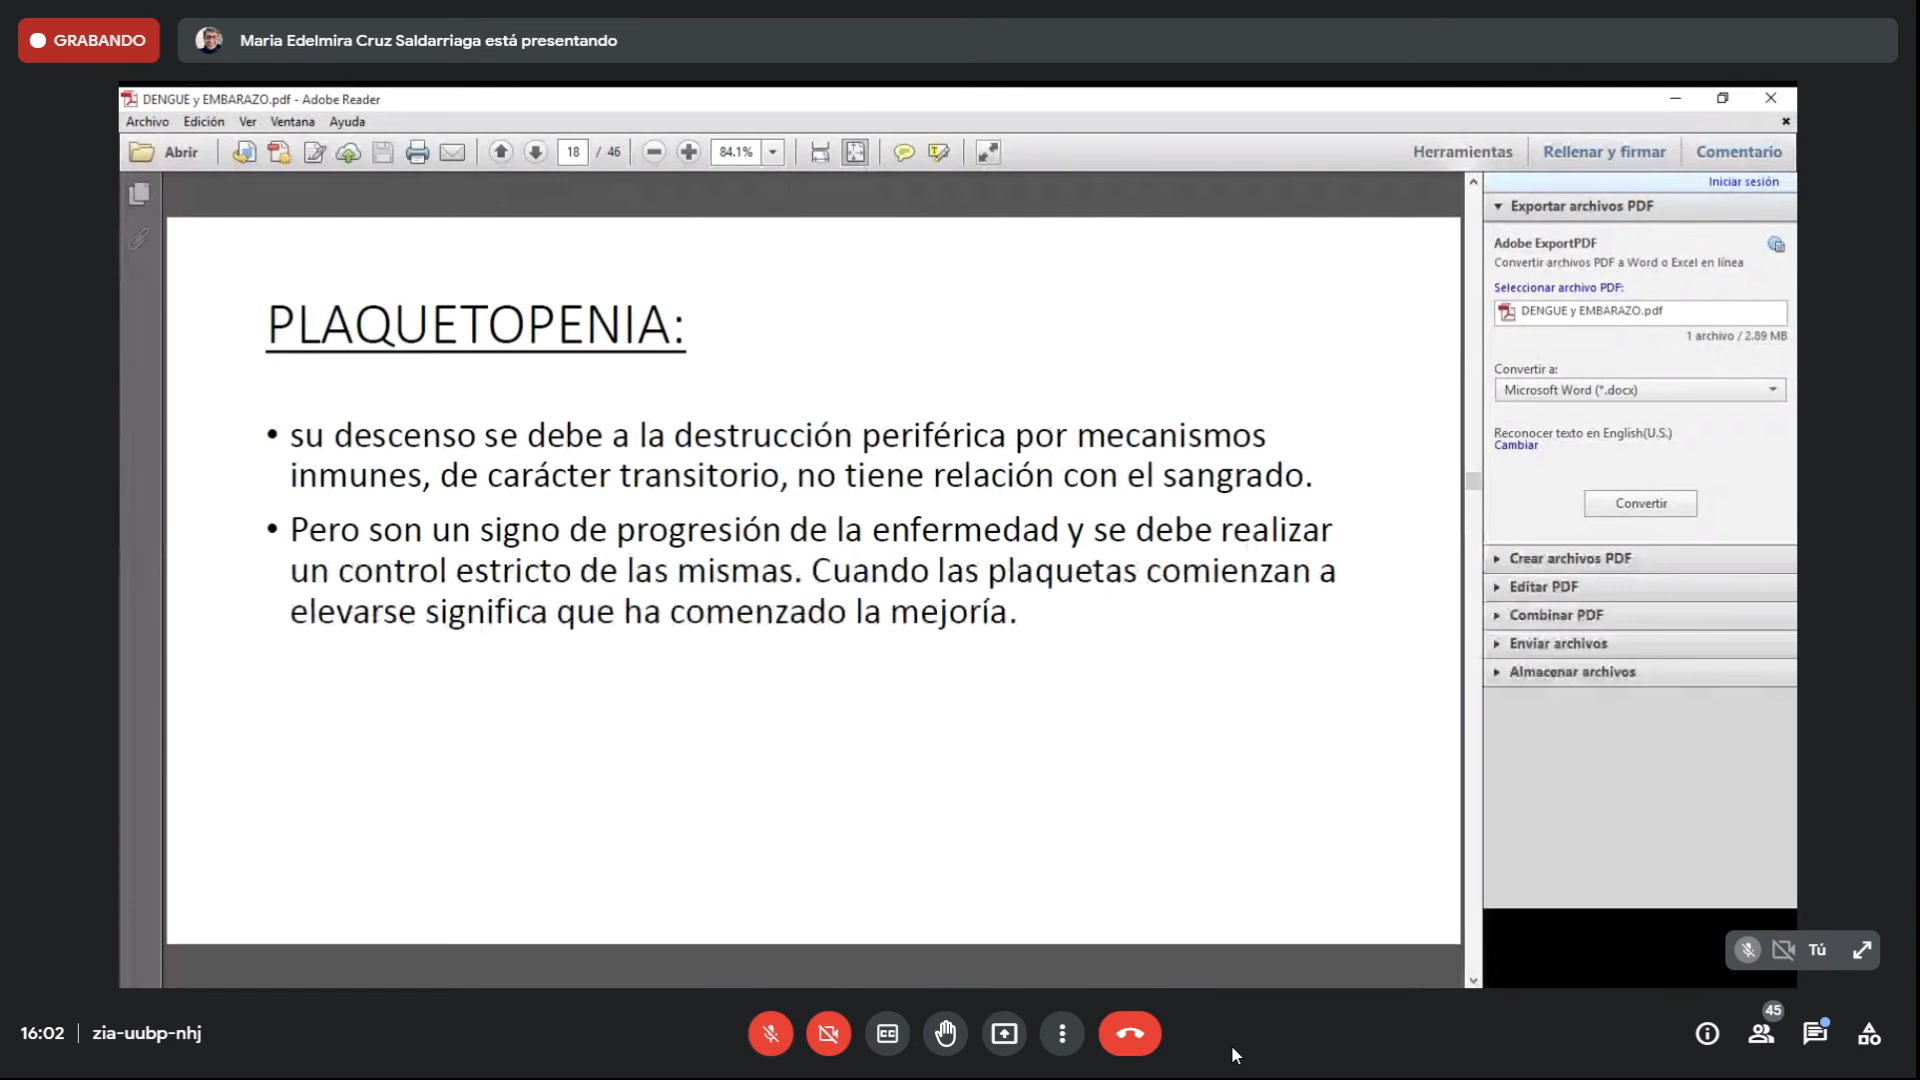 GRABANDO
Maria Edelmira Cruz Saldarriaga está presentando
DENGUE y EMBARAZO.pdf - Adobe Reader
Archivo Edición Ver Ventana Ayuda
Abrir 18 / 46 84.1% Herramientas Rellenar y firmar Comentario
Iniciar sesión
Exportar archivos PDF
Adobe ExportPDF
Convertir archivos PDF a Word o Excel en línea
Seleccionar archivo PDF:
DENGUE y EMBARAZO.pdf
1 archivo / 2.89 MB
Convertir a:
Microsoft Word (*.docx)
Reconocer texto en English(U.S.)
Cambiar
Convertir
Crear archivos PDF
Editar PDF
Combinar PDF
Enviar archivos
Almacenar archivos
PLAQUETOPENIA:
• su descenso se debe a la destrucción periférica por mecanismos
inmunes, de carácter transitorio, no tiene relación con el sangrado.
• Pero son un signo de progresión de la enfermedad y se debe realizar
un control estricto de las mismas. Cuando las plaquetas comienzan a
elevarse significa que ha comenzado la mejoría.
Tú
16:02 zia-uubp-nhj
45